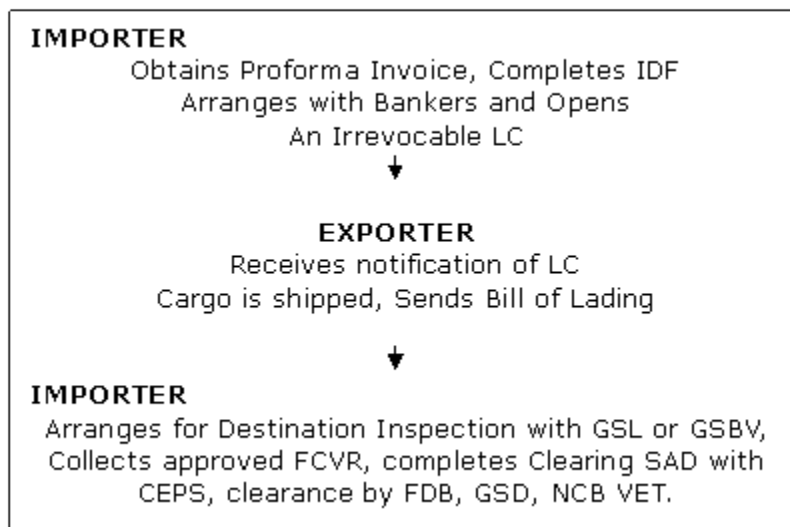 IMPORTER
Obtains Proforma Invoice, Completes IDF
Arranges with Bankers and Opens
An Irrevocable LC
EXPORTER
Receives notification of LC
Cargo is shipped, Sends Bill of Lading
IMPORTER
Arranges for Destination Inspection with GSL or GSBV,
Collects approved FCVR, completes Clearing SAD with
CEPS, clearance by FDB, GSD, NCB VET.